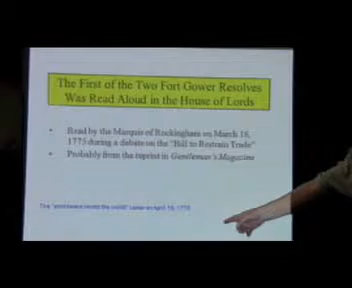 The First of the Two Fort Gower Resolves
Was Read Aloud in the House of Lords
• Read by the Marquis of Rockingham on March 16,
1775 during a debate on the "Bill to Restrain Trade"
• Probably from the reprint in Gentleman's Magazine
The "shot heard round the world" came on April 19, 1775